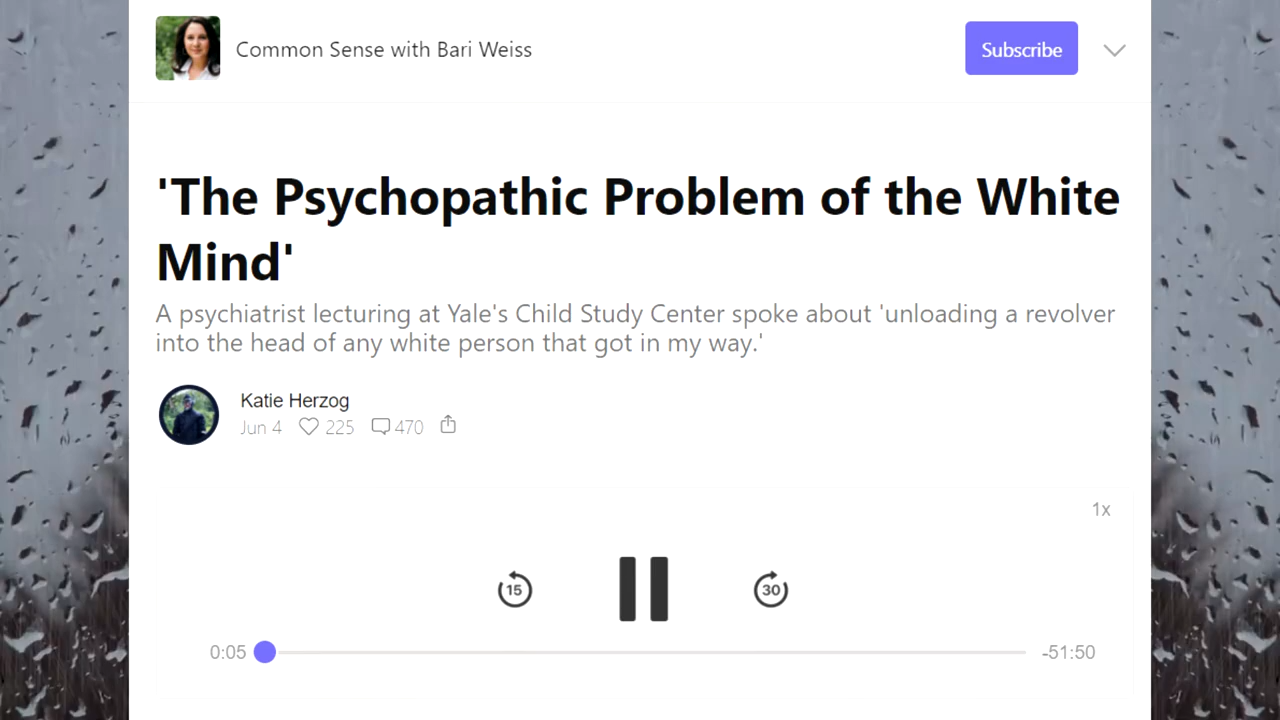 Common Sense with Bari Weiss
Subscribe
'The Psychopathic Problem of the White
Mind'
A psychiatrist lecturing at Yale's Child Study Center spoke about 'unloading a revolver
into the head of any white person that got in my way.'
Katie Herzog
Jun 4 225 470
1x
15 30
0:05 -51:50